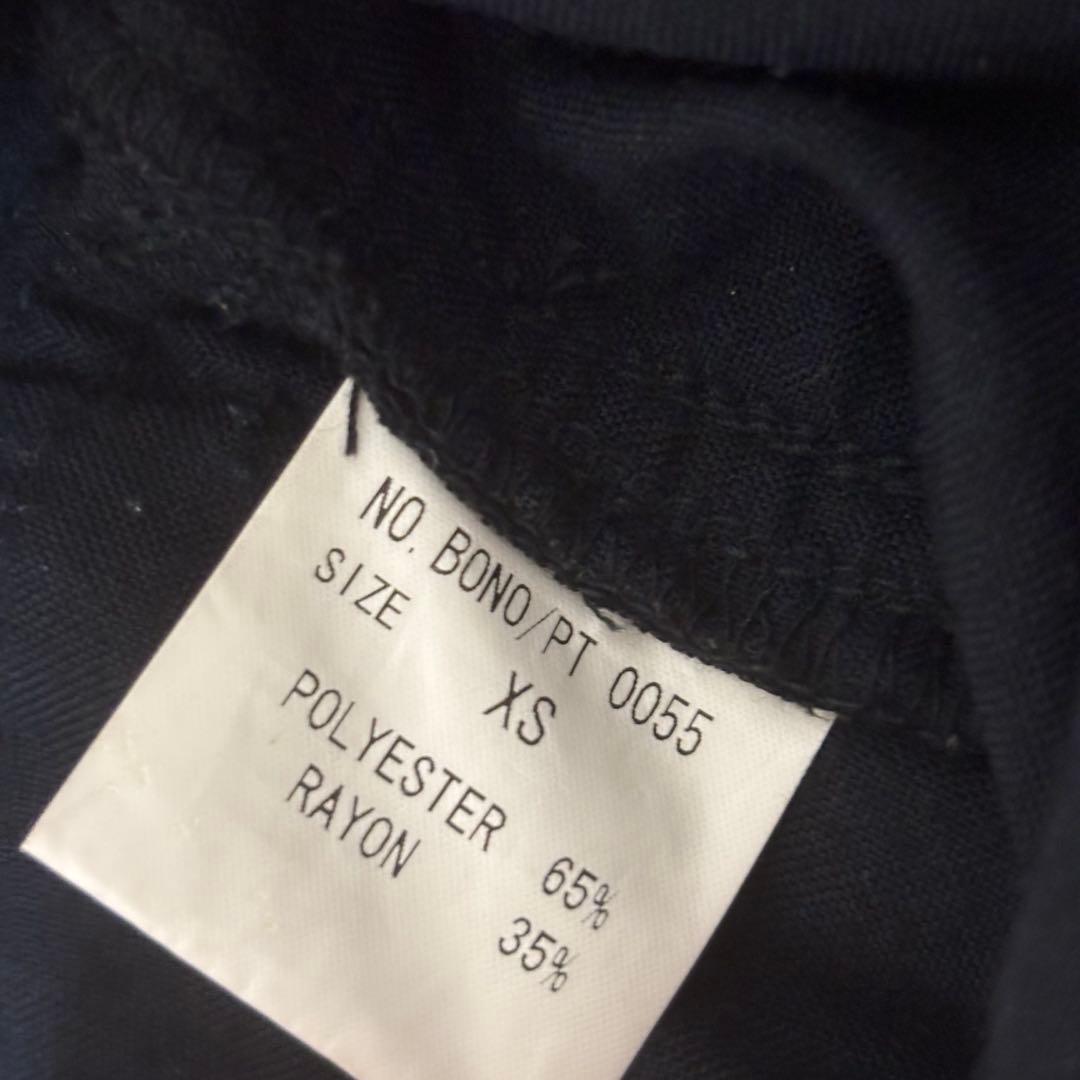 NO. BONO/PT 0055
SIZE XS
POLYESTER 65%
RAYON 35%